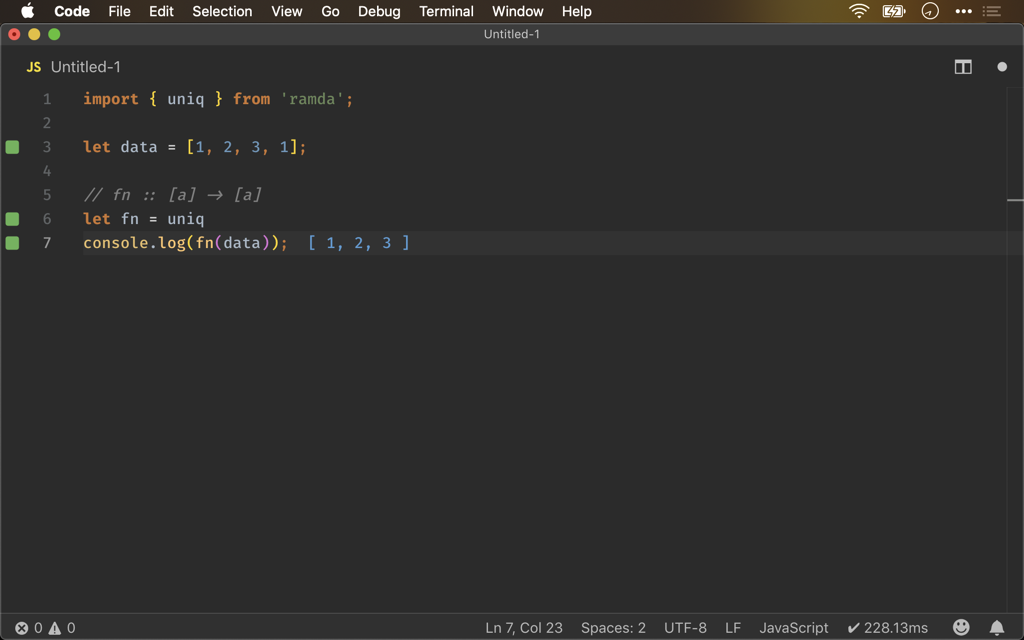 Code File Edit Selection View Go Debug Terminal Window Help
Untitled-1
JS Untitled-1
1 import { uniq } from 'ramda';
2
3 let data = [1, 2, 3, 1];
4
5 // fn :: [a] → [a]
6 let fn = uniq
7 console.log(fn(data)); [ 1, 2, 3 ]
0 0 Ln 7, Col 23 Spaces: 2 UTF-8 LF JavaScript ✔ 228.13ms